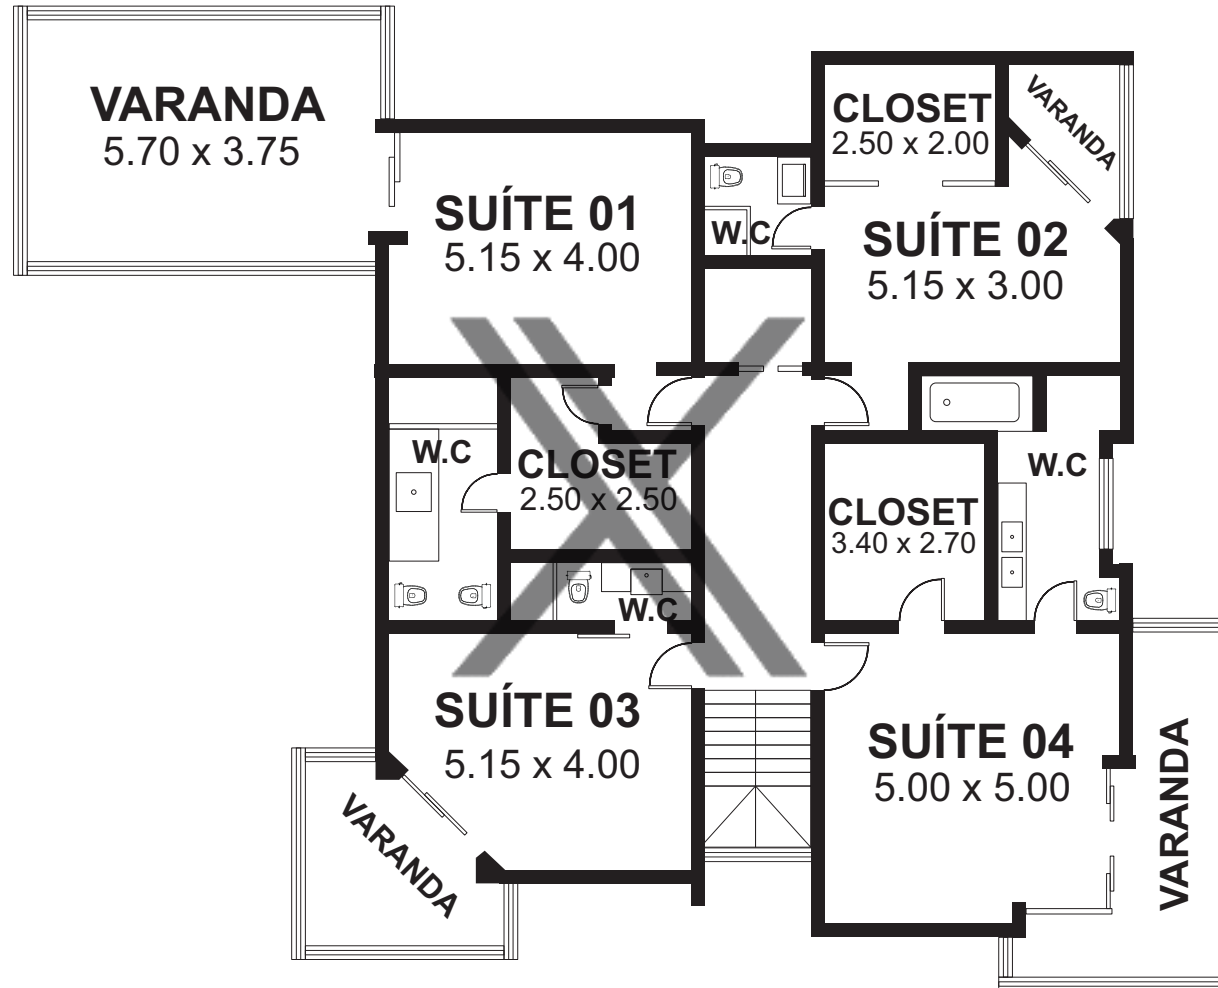 VARANDA
5.70 x 3.75
SUÍTE 01
5.15 x 4.00
W.C
CLOSET
2.50 x 2.00
VARANDA
SUÍTE 02
5.15 x 3.00
W.C
CLOSET
2.50 x 2.50
CLOSET
3.40 x 2.70
W.C
W.C
SUÍTE 03
5.15 x 4.00
VARANDA
SUÍTE 04
5.00 x 5.00
VARANDA